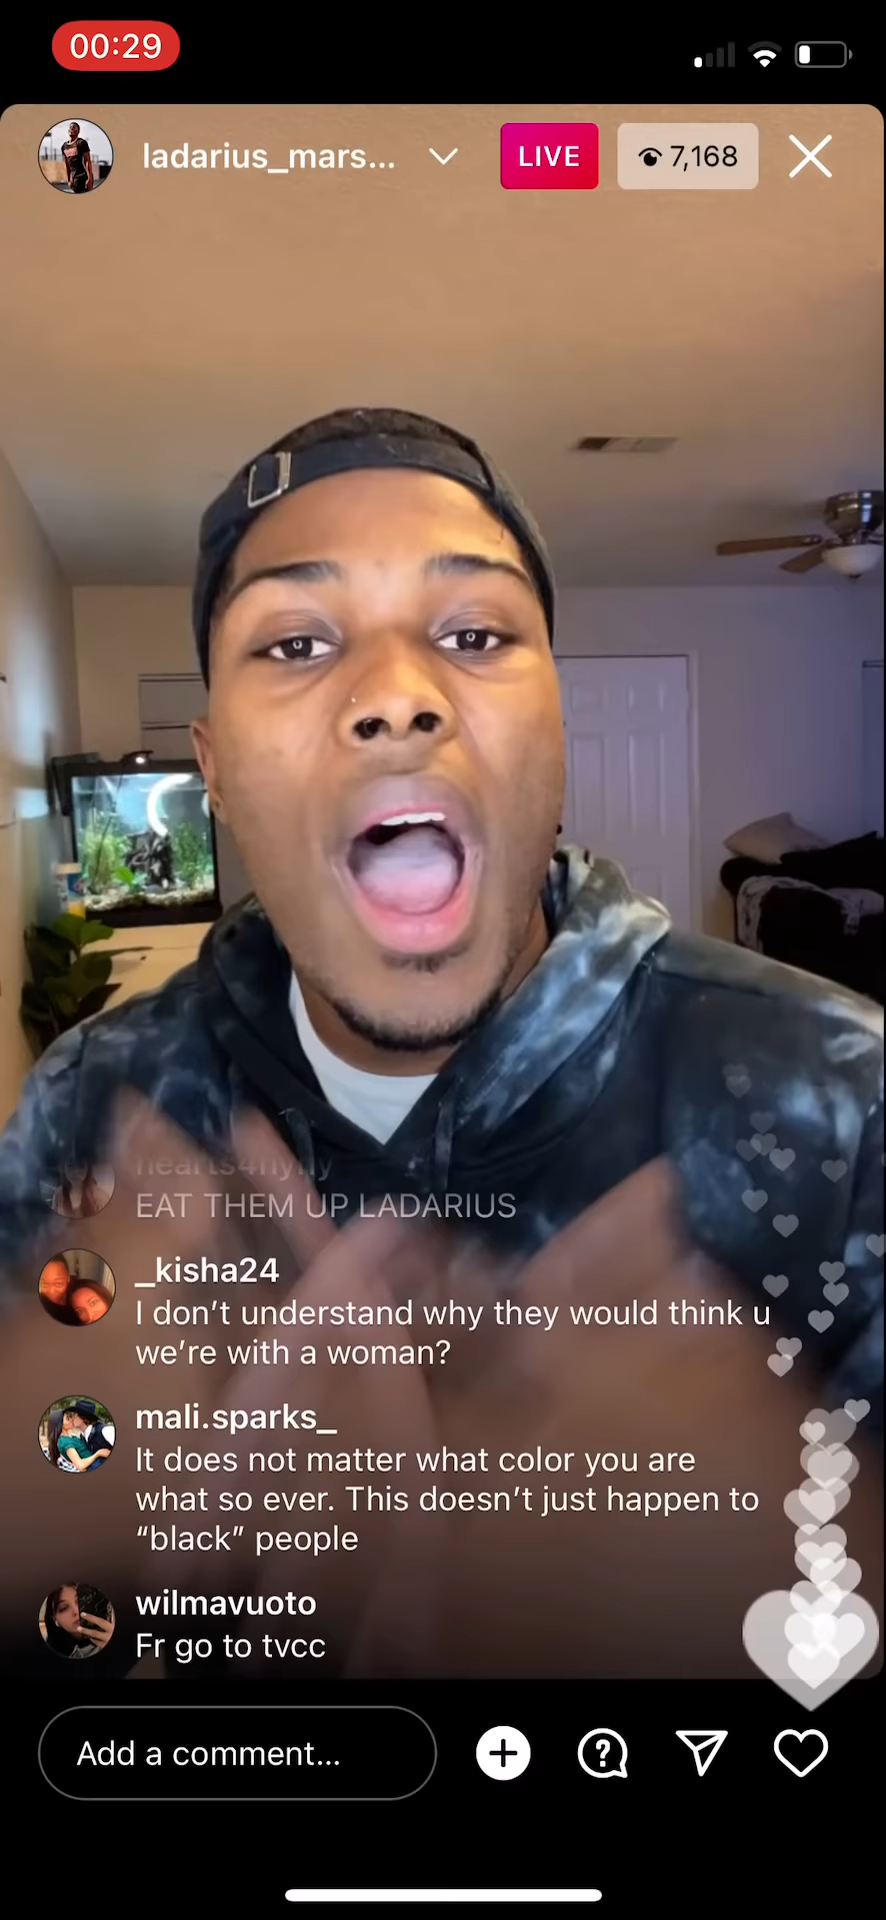 00:29
ladarius_mars...
LIVE
7,168
EAT THEM UP LADARIUS
_kisha24
I don’t understand why they would think u
we’re with a woman?
mali.sparks_
It does not matter what color you are
what so ever. This doesn’t just happen to
“black” people
wilmavuoto
Fr go to tvcc
Add a comment...